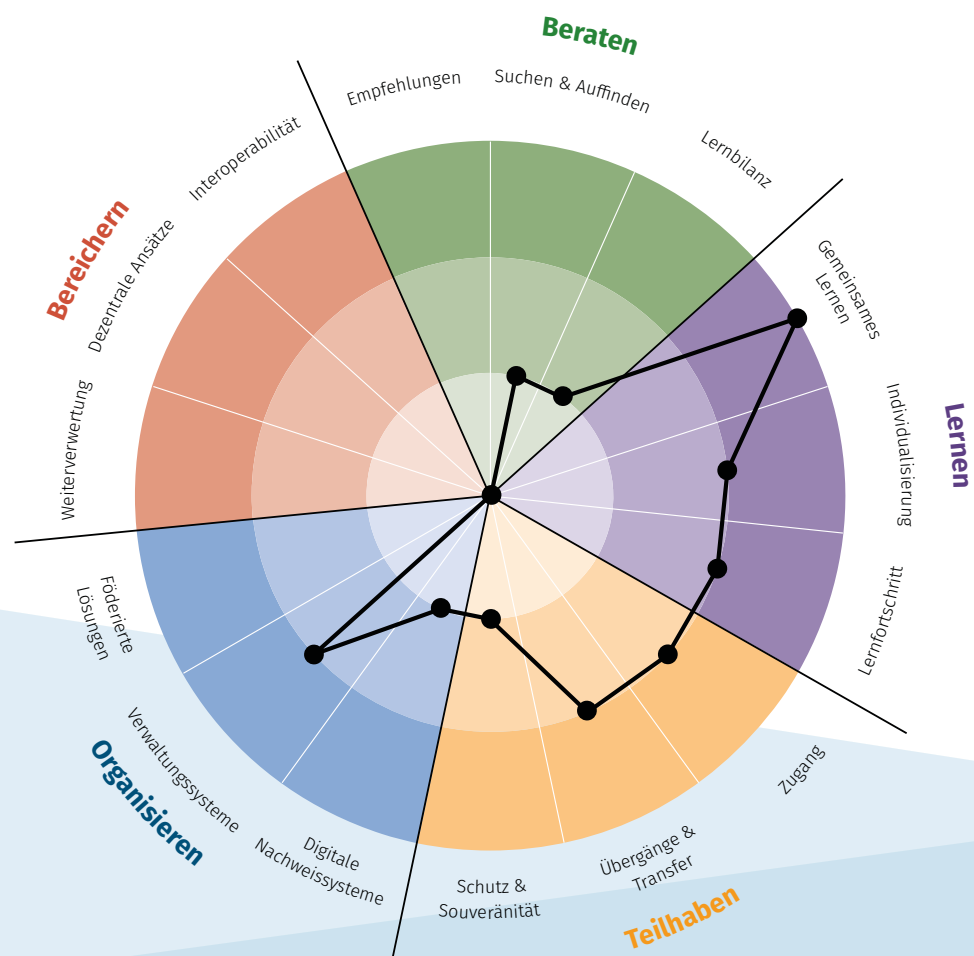 Beraten
Empfehlungen
Suchen & Auffinden
Lernbilanz
Lernen
Gemeinsames
Lernen
Individualisierung
Lernfortschritt
Teilhaben
Zugang
Übergänge &
Transfer
Schutz &
Souveränität
Organisieren
Digitale
Nachweissysteme
Verwaltungssysteme
Föderierte
Lösungen
Bereichern
Weiterverwertung
Dezentrale Ansätze
Interoperabilität